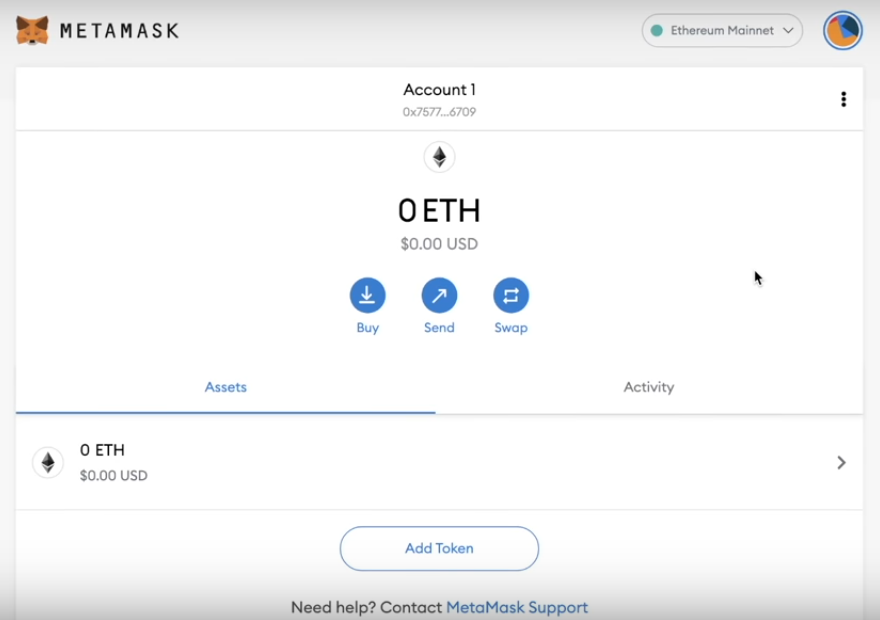 METAMASK
Ethereum Mainnet
Account 1
0x7577...6709
0 ETH
$0.00 USD
Buy Send Swap
Assets Activity
0 ETH
$0.00 USD
Add Token
Need help? Contact MetaMask Support